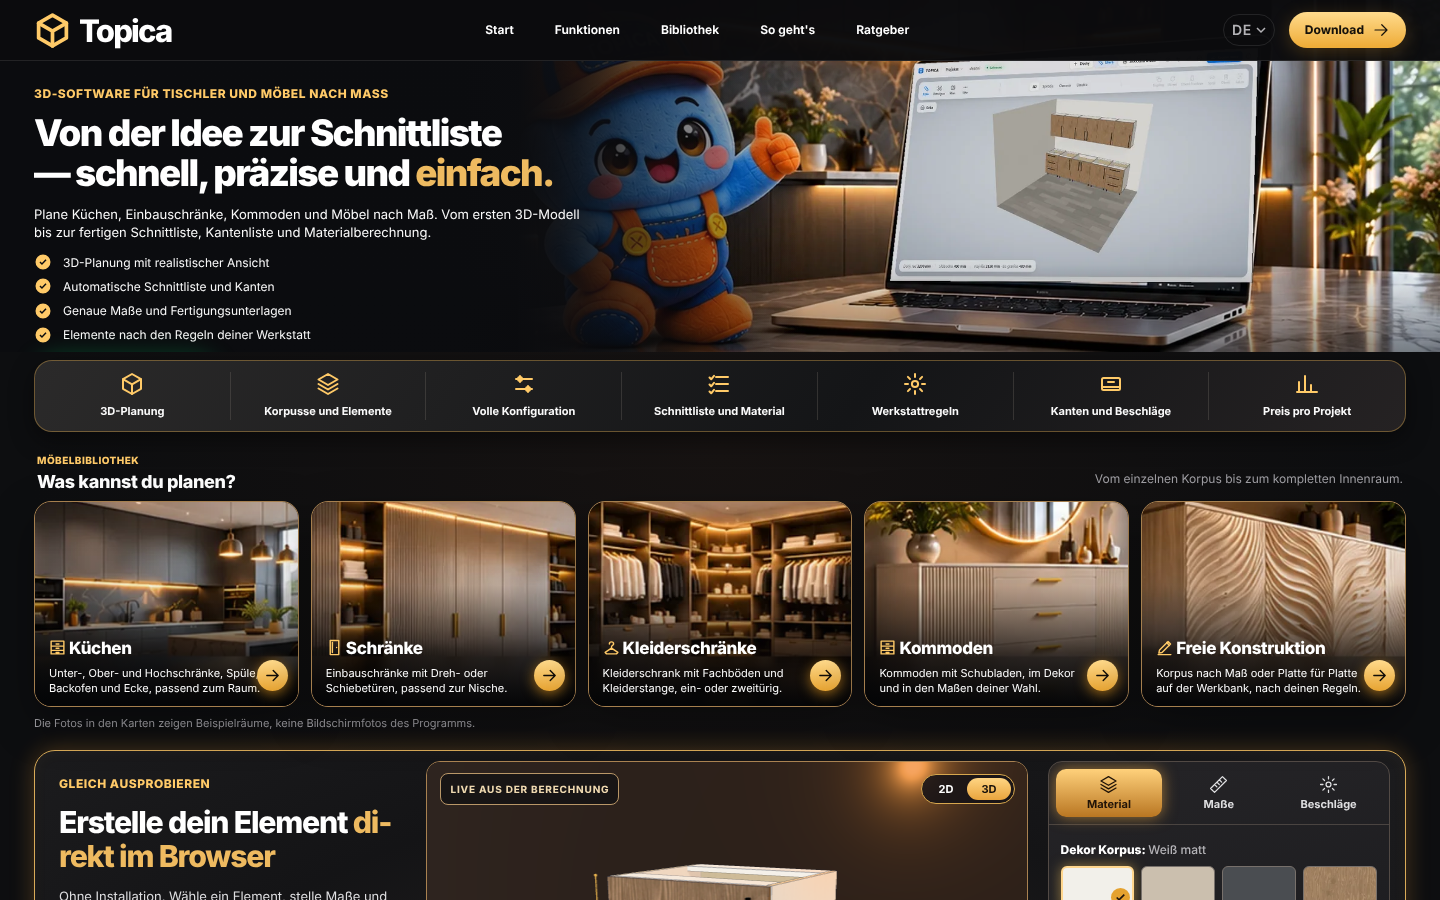 Topica
Start
Funktionen
Bibliothek
So geht's
Ratgeber
DE
Download
3D-SOFTWARE FÜR TISCHLER UND MÖBEL NACH MASS
Von der Idee zur Schnittliste
— schnell, präzise und einfach.
Plane Küchen, Einbauschränke, Kommoden und Möbel nach Maß. Vom ersten 3D-Modell
bis zur fertigen Schnittliste, Kantenliste und Materialberechnung.
3D-Planung mit realistischer Ansicht
Automatische Schnittliste und Kanten
Genaue Maße und Fertigungsunterlagen
Elemente nach den Regeln deiner Werkstatt
3D-Planung
Korpusse und Elemente
Volle Konfiguration
Schnittliste und Material
Werkstattregeln
Kanten und Beschläge
Preis pro Projekt
MÖBELBIBLIOTHEK
Was kannst du planen?
Vom einzelnen Korpus bis zum kompletten Innenraum.
Küchen
Unter-, Ober- und Hochschränke, Spüle,
Backofen und Ecke, passend zum Raum.
Schränke
Einbauschränke mit Dreh- oder
Schiebetüren, passend zur Nische.
Kleiderschränke
Kleiderschrank mit Fachböden und
Kleiderstange, ein- oder zweitürig.
Kommoden
Kommoden mit Schubladen, im Dekor
und in den Maßen deiner Wahl.
Freie Konstruktion
Korpus nach Maß oder Platte für Platte
auf der Werkbank, nach deinen Regeln.
Die Fotos in den Karten zeigen Beispielräume, keine Bildschirmfotos des Programms.
GLEICH AUSPROBIEREN
Erstelle dein Element di-
rekt im Browser
Ohne Installation. Wähle ein Element, stelle Maße und
LIVE AUS DER BERECHNUNG
2D
3D
Material
Maße
Beschläge
Dekor Korpus: Weiß matt